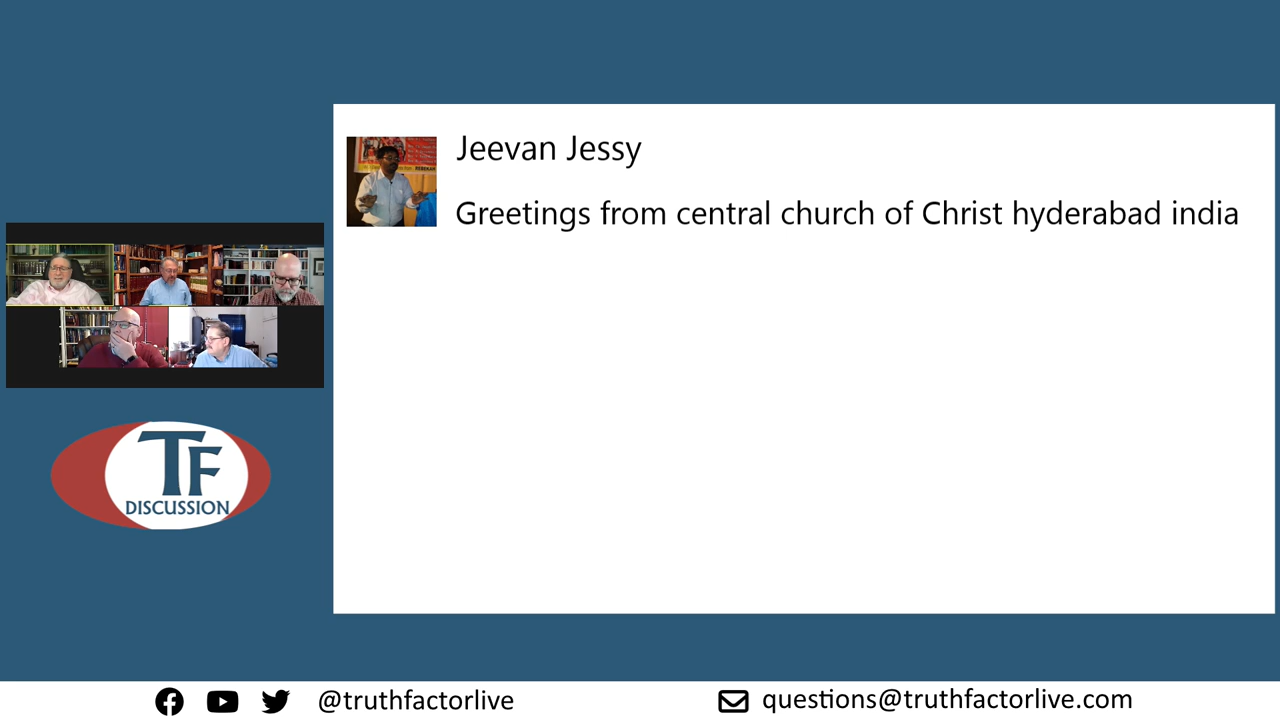 Jeevan Jessy
Greetings from central church of Christ hyderabad india
TF
DISCUSSION
@truthfactorlive
questions@truthfactorlive.com